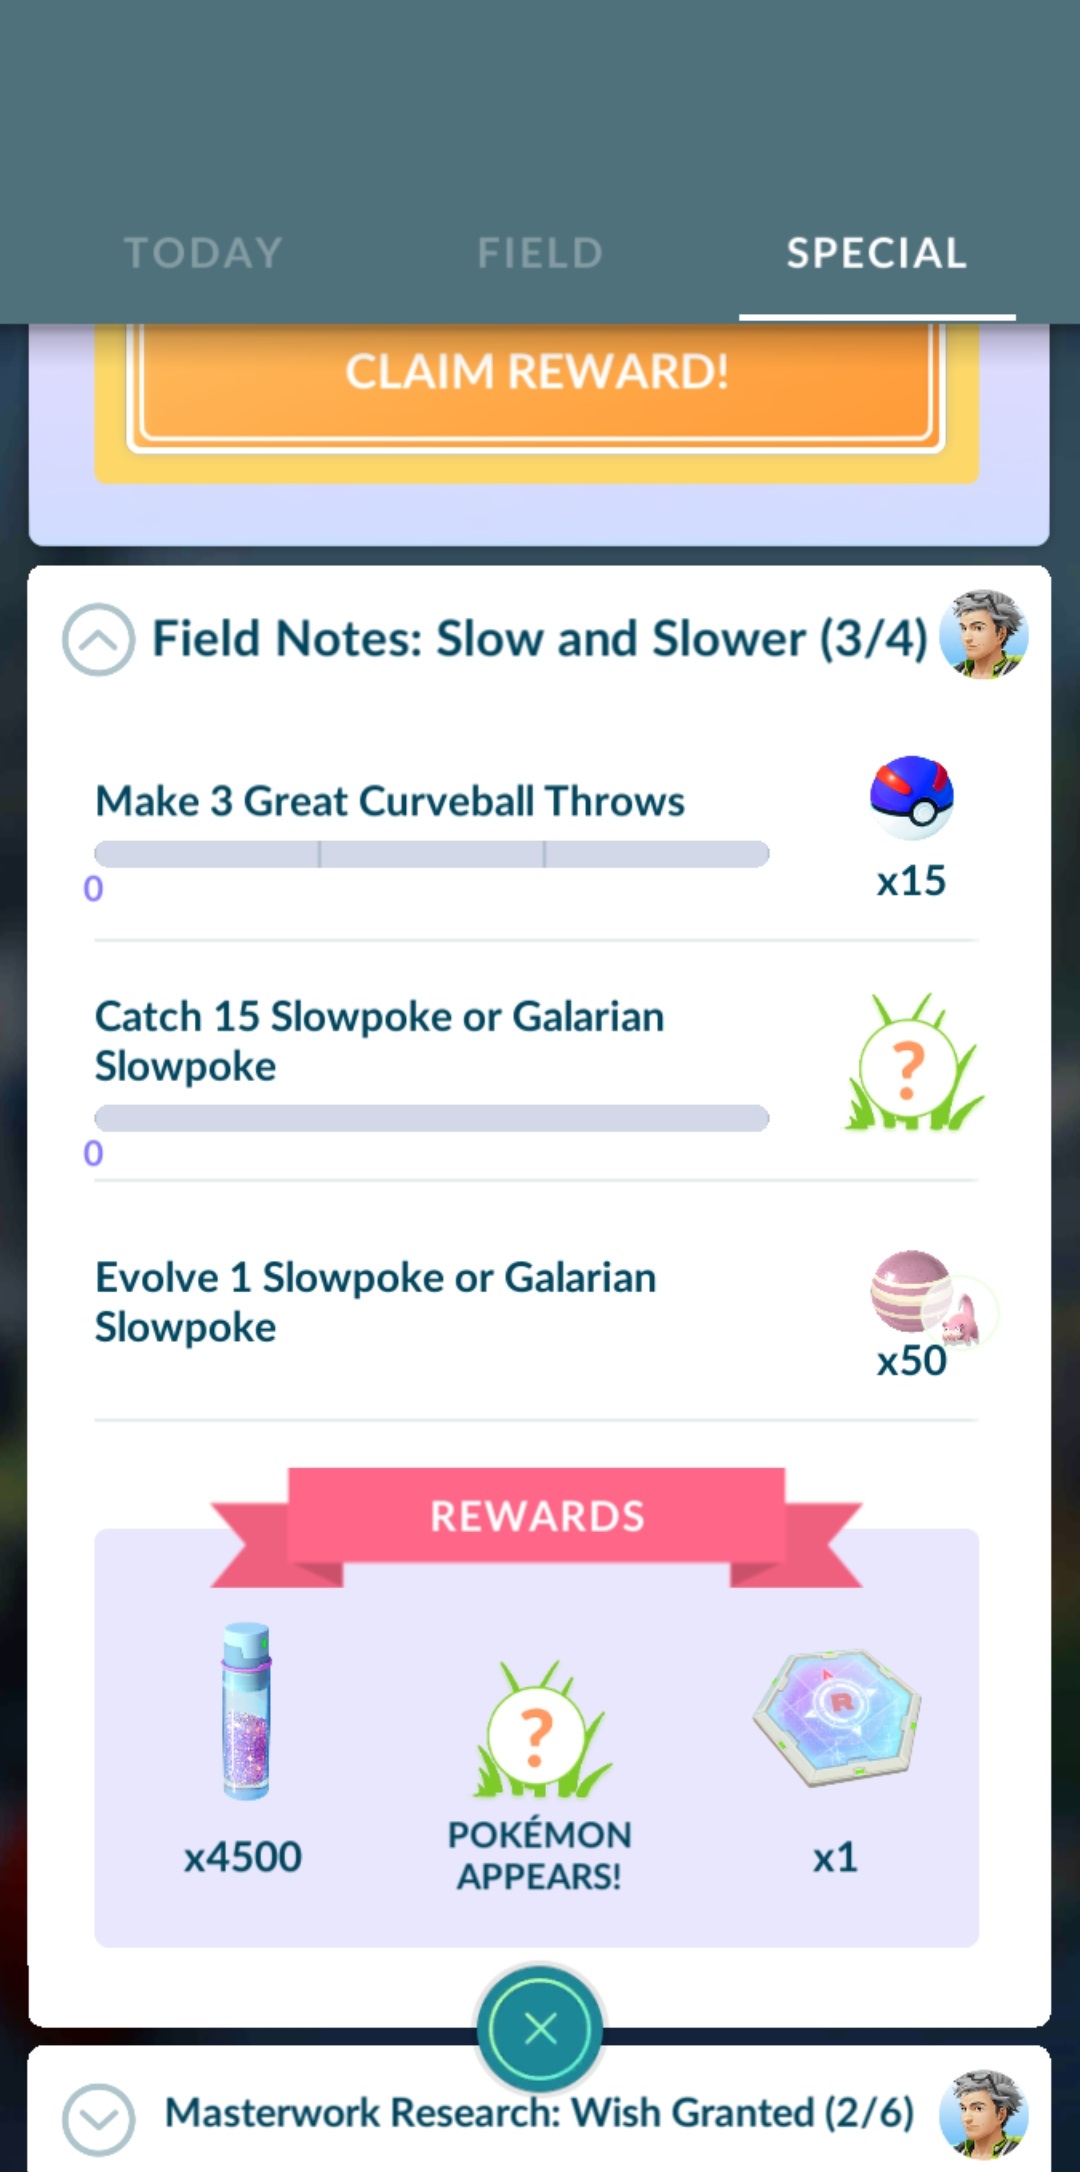 TODAY FIELD SPECIAL
CLAIM REWARD!
Field Notes: Slow and Slower (3/4)
Make 3 Great Curveball Throws
0
x15
Catch 15 Slowpoke or Galarian
Slowpoke
0
?
Evolve 1 Slowpoke or Galarian
Slowpoke
x50
REWARDS
x4500
?
POKÉMON
APPEARS!
R
x1
Masterwork Research: Wish Granted (2/6)